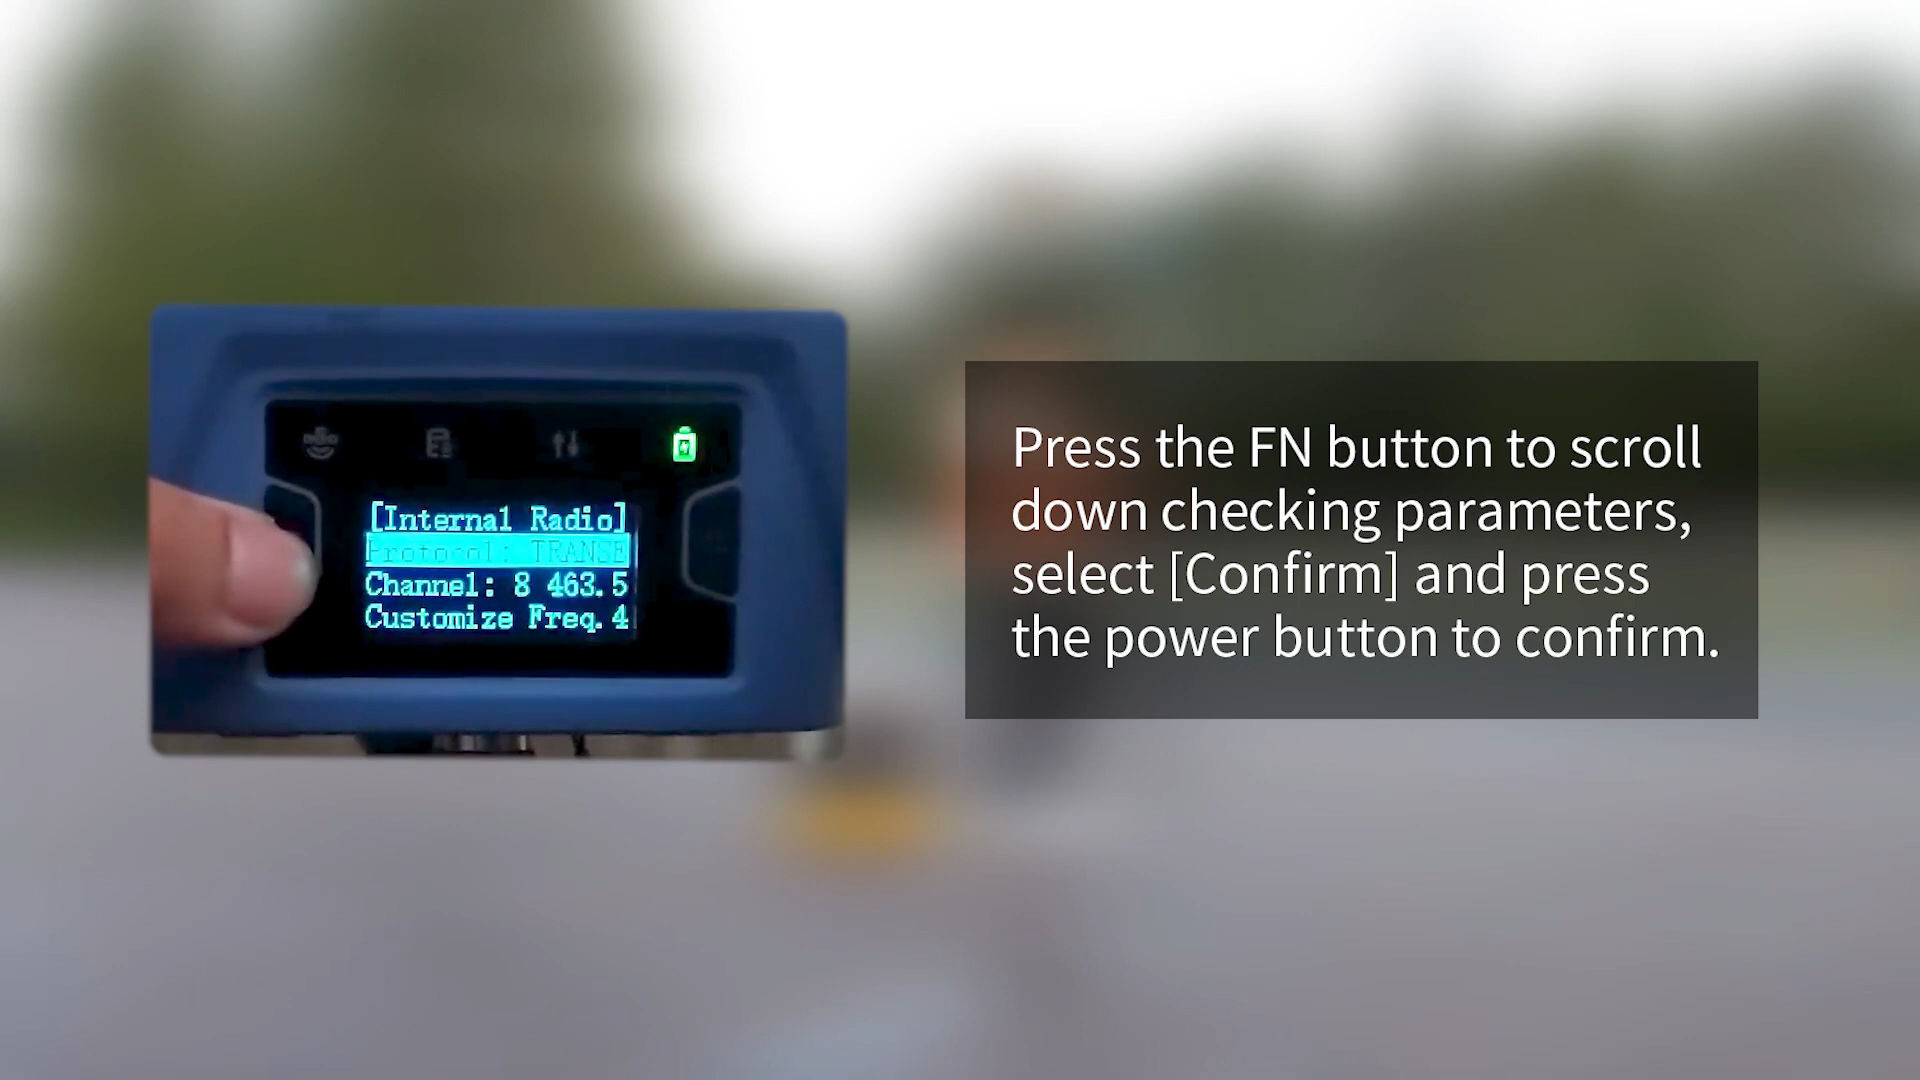 [Internal Radio]
Protocol: TRANSE
Channel: 8 463.5
Customize Freq.4
Press the FN button to scroll
down checking parameters,
select [Confirm] and press
the power button to confirm.